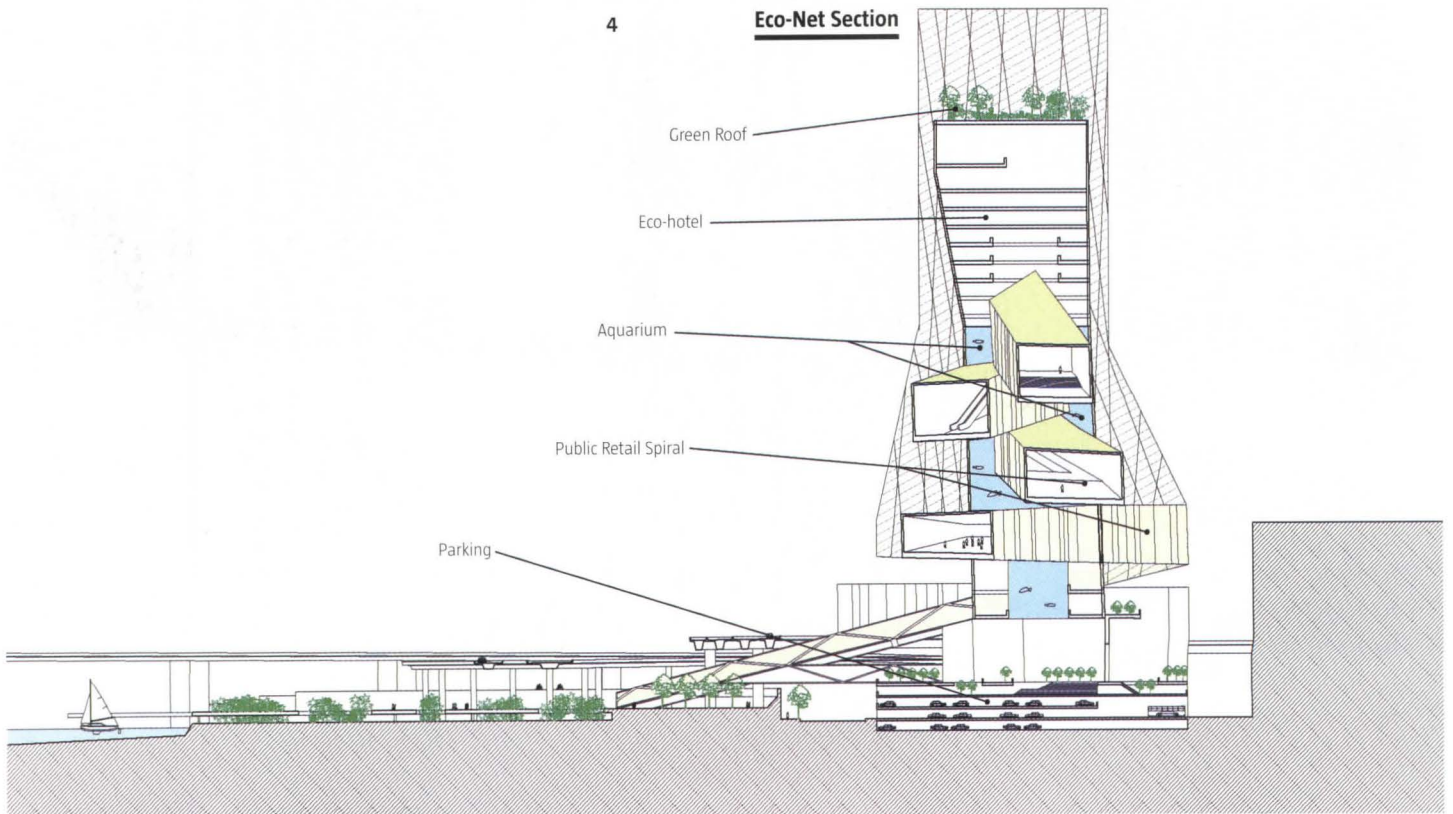 4
Eco-Net Section
Green Roof
Eco-hotel
Aquarium
Public Retail Spiral
Parking